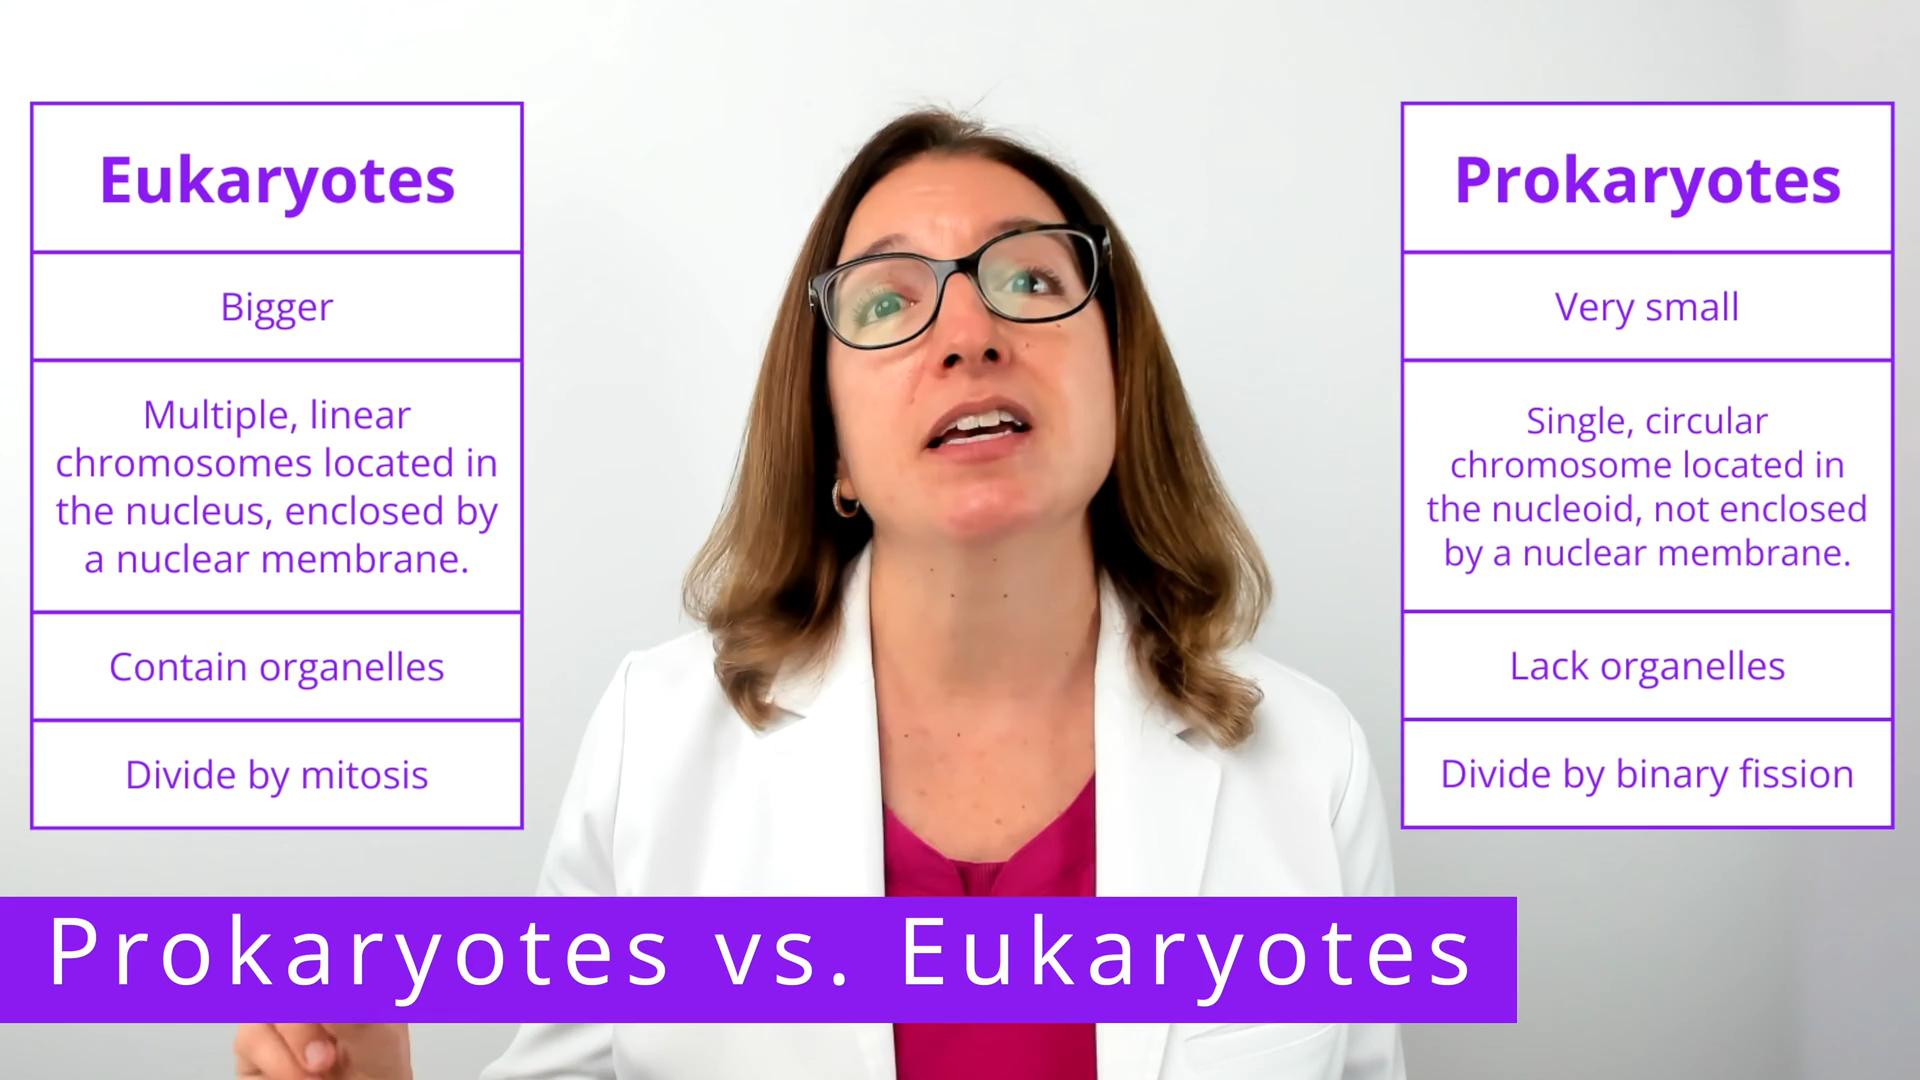 Eukaryotes
Bigger
Multiple, linear
chromosomes located in
the nucleus, enclosed by
a nuclear membrane.
Contain organelles
Divide by mitosis
Prokaryotes
Very small
Single, circular
chromosome located in
the nucleoid, not enclosed
by a nuclear membrane.
Lack organelles
Divide by binary fission
Prokaryotes vs. Eukaryotes